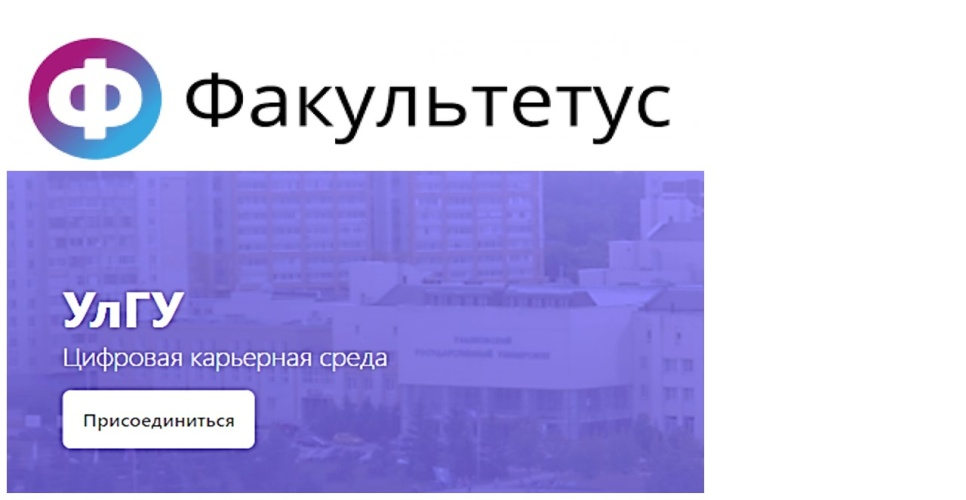 Ф Факультетус
УлГУ
Цифровая карьерная среда
Присоединиться